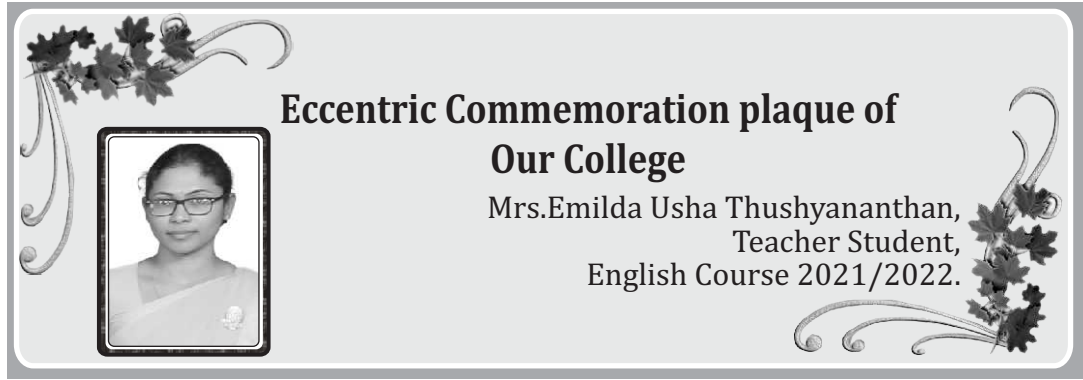 Eccentric Commemoration plaque of
Our College
Mrs.Emilda Usha Thushyananthan,
Teacher Student,
English Course 2021/2022.